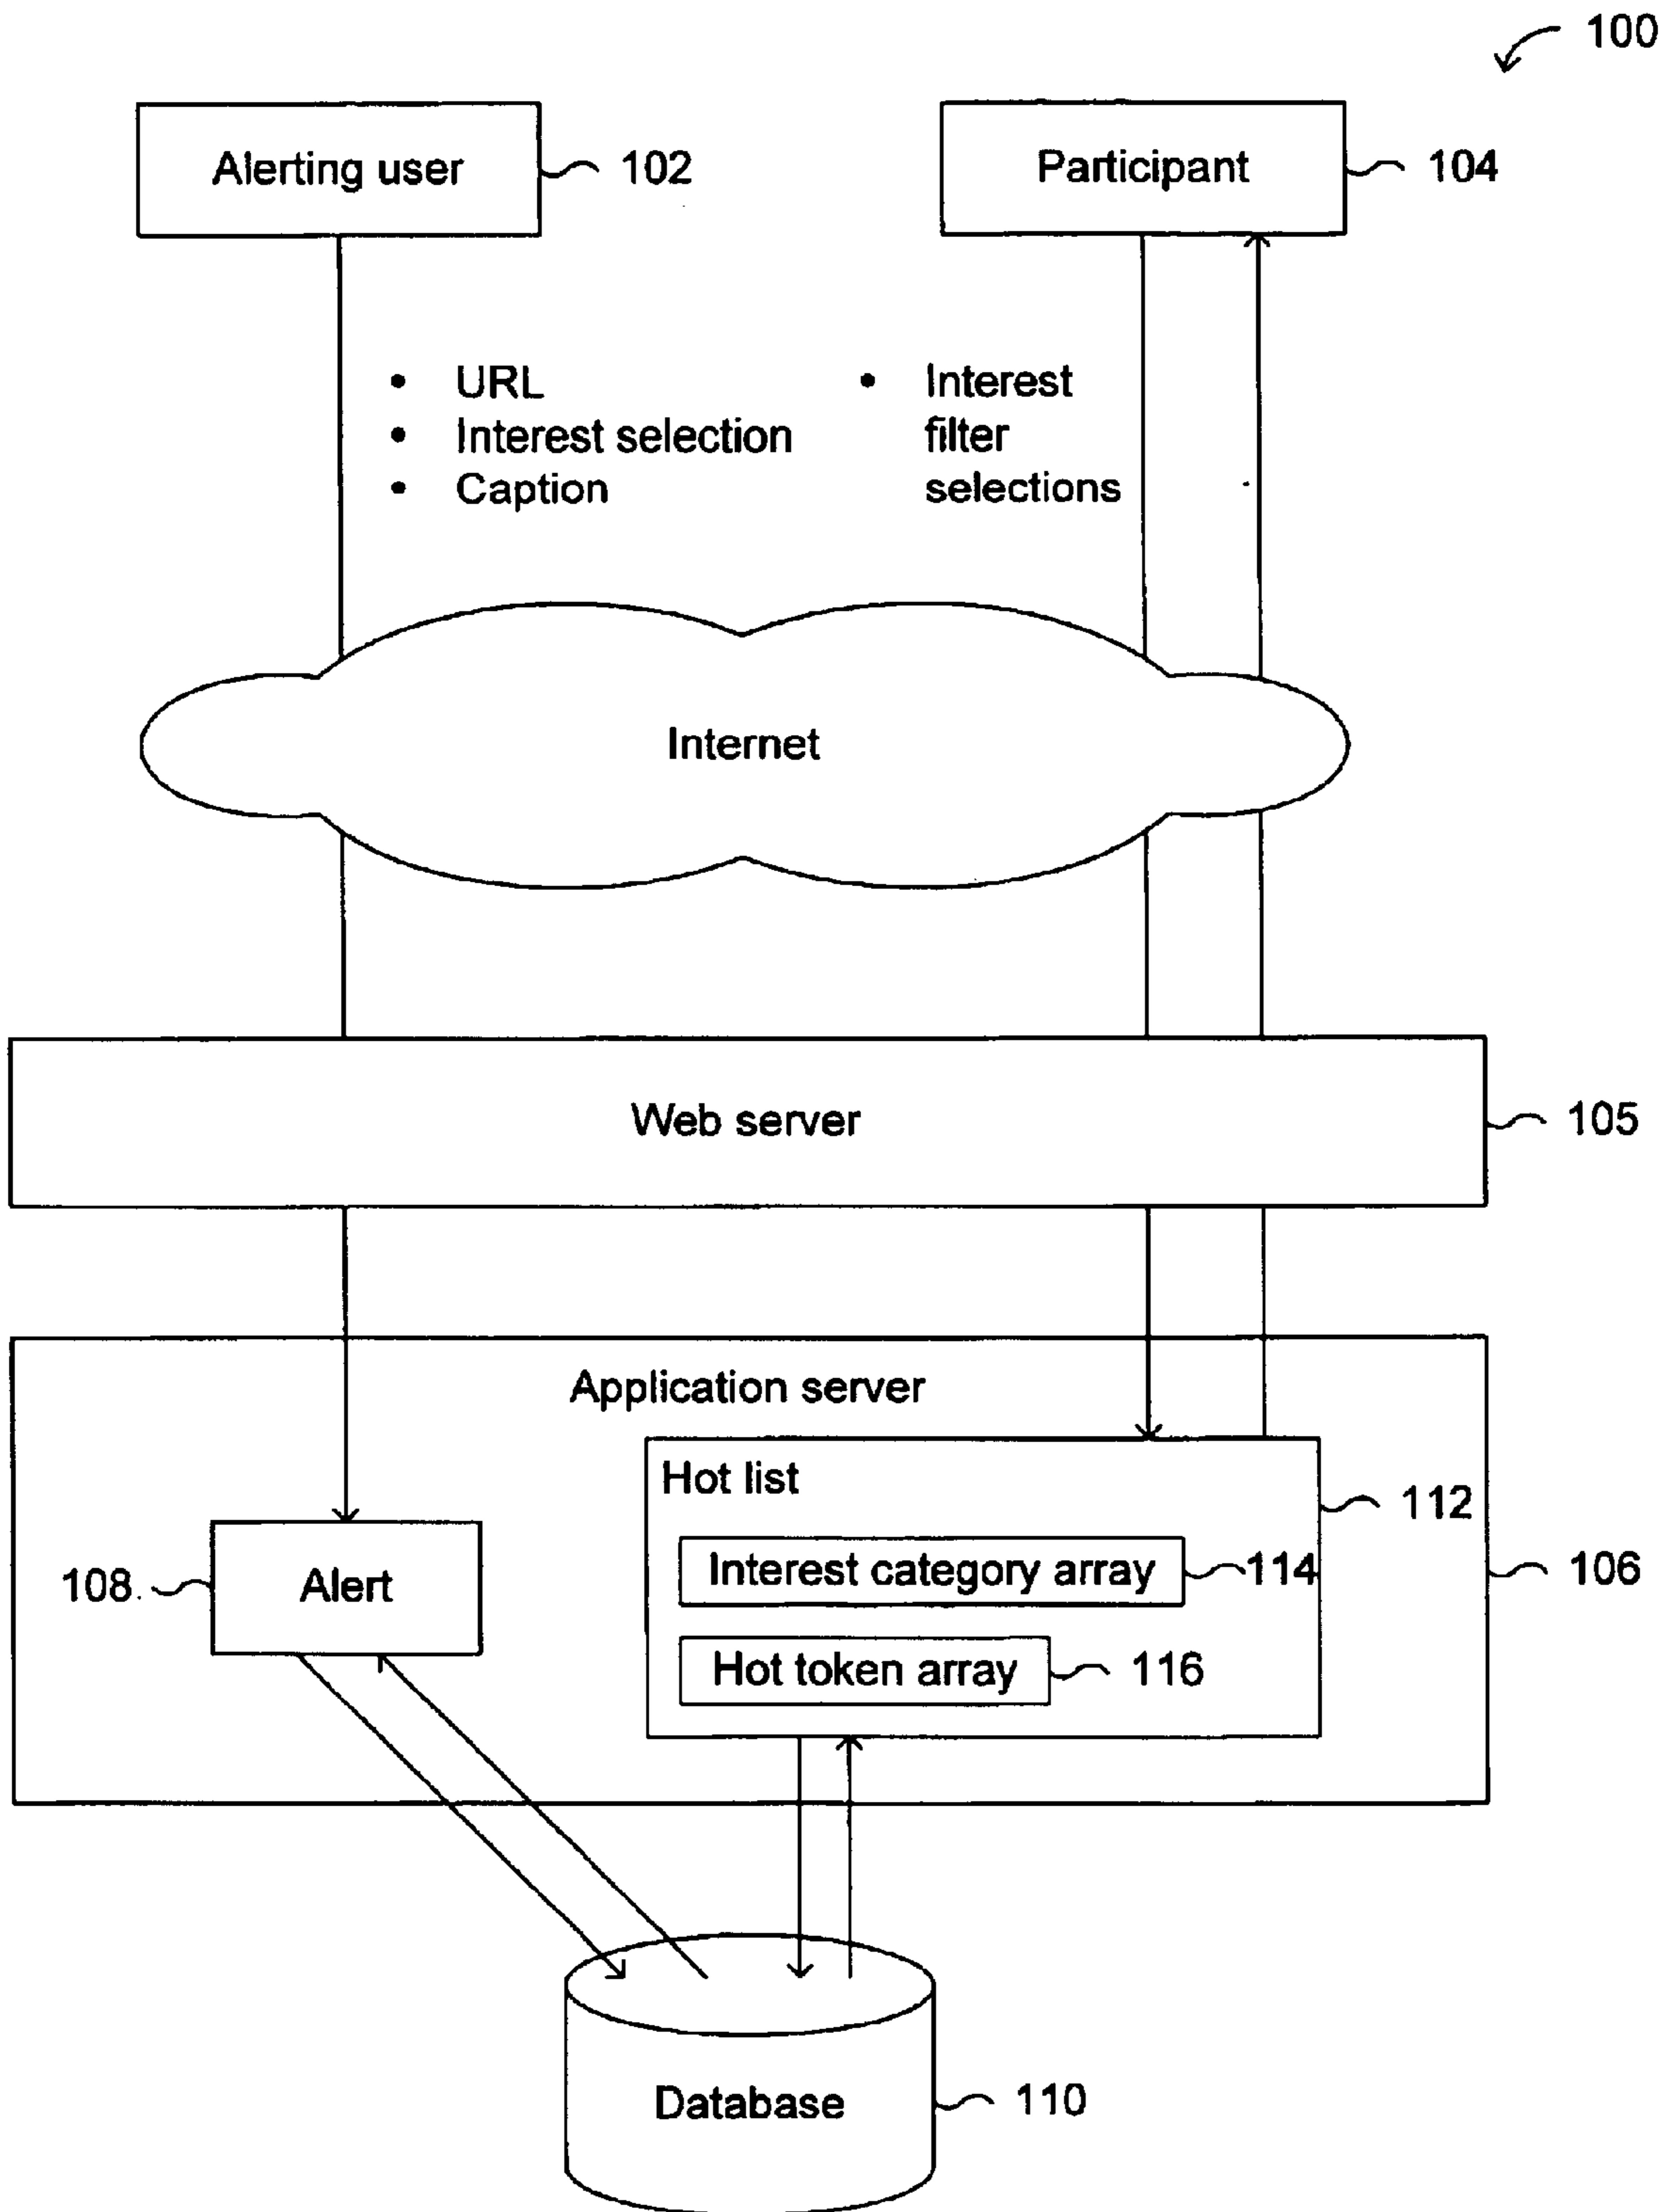 100
Alerting user
102
Participant
104
• URL
• Interest selection
• Caption
• Interest
filter
selections
Internet
Web server
105
Application server
Hot list
112
Interest category array
114
106
108
Alert
Hot token array
116
Database
110